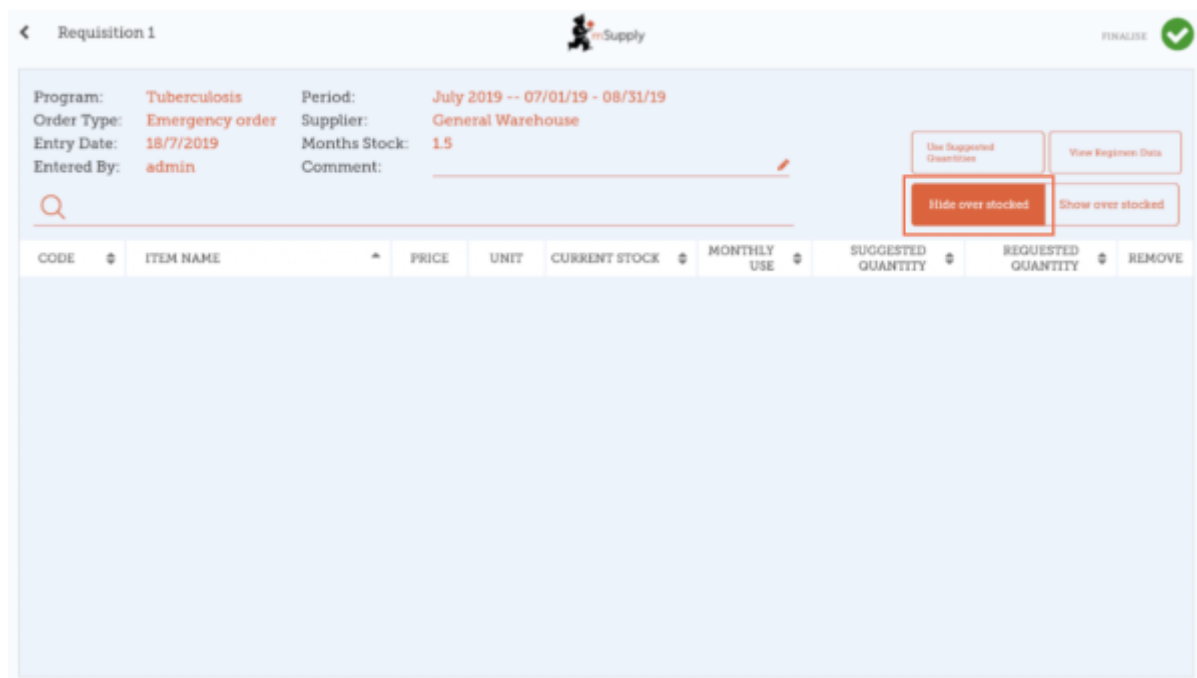 Requisition 1
mSupply
FINALISE
Program: Tuberculosis Period: July 2019 -- 07/01/19 - 08/31/19
Order Type: Emergency order Supplier: General Warehouse
Entry Date: 18/7/2019 Months Stock: 1.5
Entered By: admin Comment:
Use Suggested
Quantities
View Regimen Data
Hide over stocked Show over stocked
CODE ITEM NAME PRICE UNIT CURRENT STOCK MONTHLY USE SUGGESTED QUANTITY REQUESTED QUANTITY REMOVE